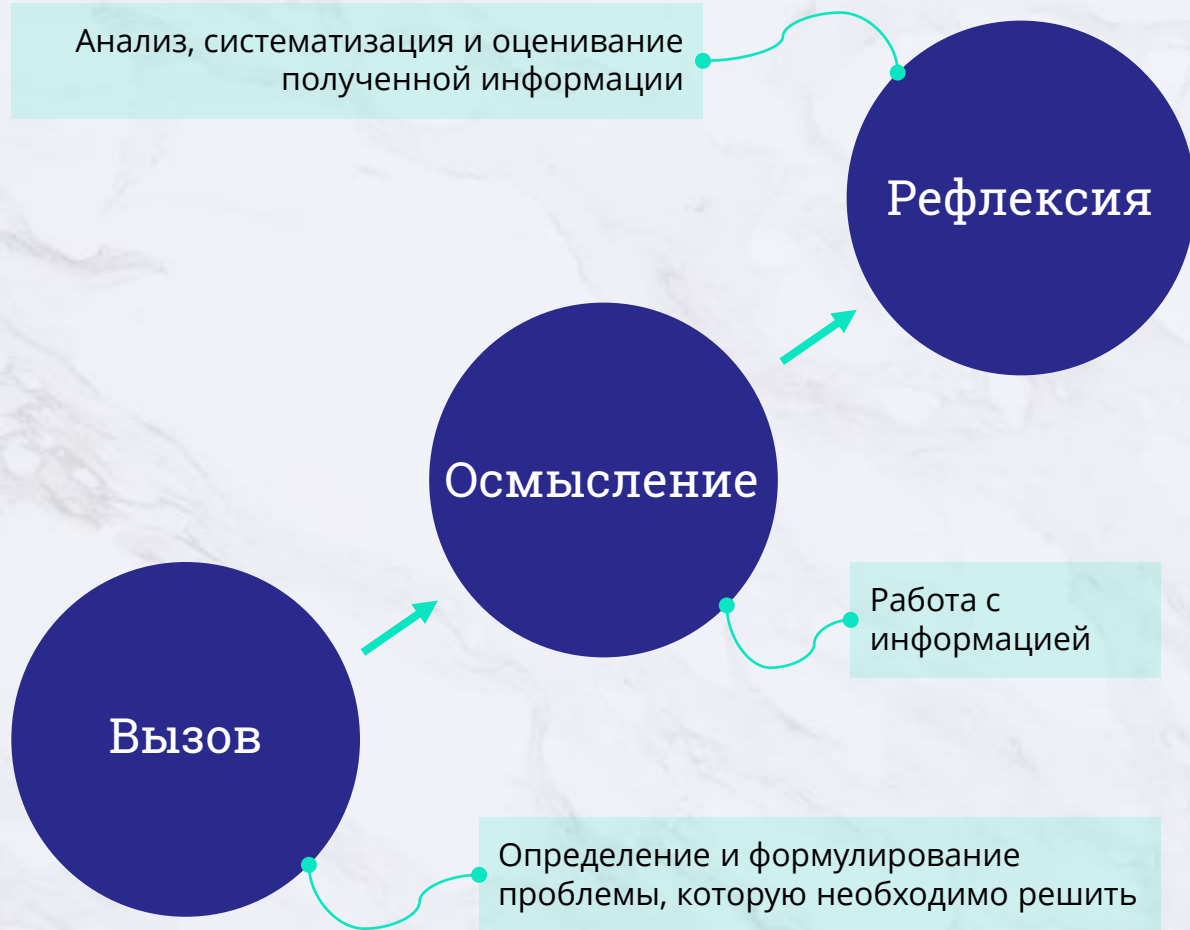 Анализ, систематизация и оценивание
полученной информации
Рефлексия
Осмысление
Работа с
информацией
Вызов
Определение и формулирование
проблемы, которую необходимо решить